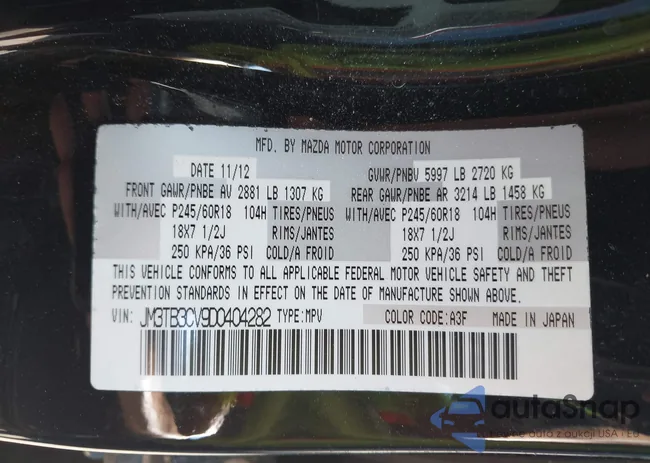 MFD. BY MAZDA MOTOR CORPORATION
DATE 11/12 GVWR/PNBV 5997 LB 2720 KG
FRONT GAWR/PNBE AV 2881 LB 1307 KG REAR GAWR/PNBE AR 3214 LB 1458 KG
WITH/AVEC P245/60R18 104H TIRES/PNEUS WITH/AVEC P245/60R18 104H TIRES/PNEUS
18X7 1/2J RIMS/JANTES 18X7 1/2J RIMS/JANTES
250 KPA/36 PSI COLD/A FROID 250 KPA/36 PSI COLD/A FROID
THIS VEHICLE CONFORMS TO ALL APPLICABLE FEDERAL MOTOR VEHICLE SAFETY AND THEFT
PREVENTION STANDARDS IN EFFECT ON THE DATE OF MANUFACTURE SHOWN ABOVE.
VIN: JM3TB3CV9D0404282 TYPE:MPV COLOR CODE:A3F MADE IN JAPAN
autoSnap
auta z aukcji USA i EU